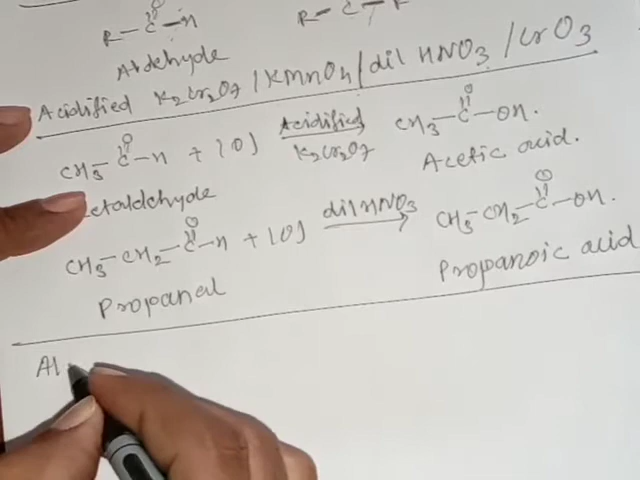 O
R-C-H
R-C-R
Aldehyde
Acidified K2Cr2O7 / KMnO4 / dil HNO3 / CrO3
O
CH3-C-H + [O] Acidified K2Cr2O7 CH3-C-OH.
etaldehyde Acetic acid.
O
CH3-CH2-C-H + [O] dil HNO3 → CH3-CH2-C-OH.
Propanal Propanoic acid
Al